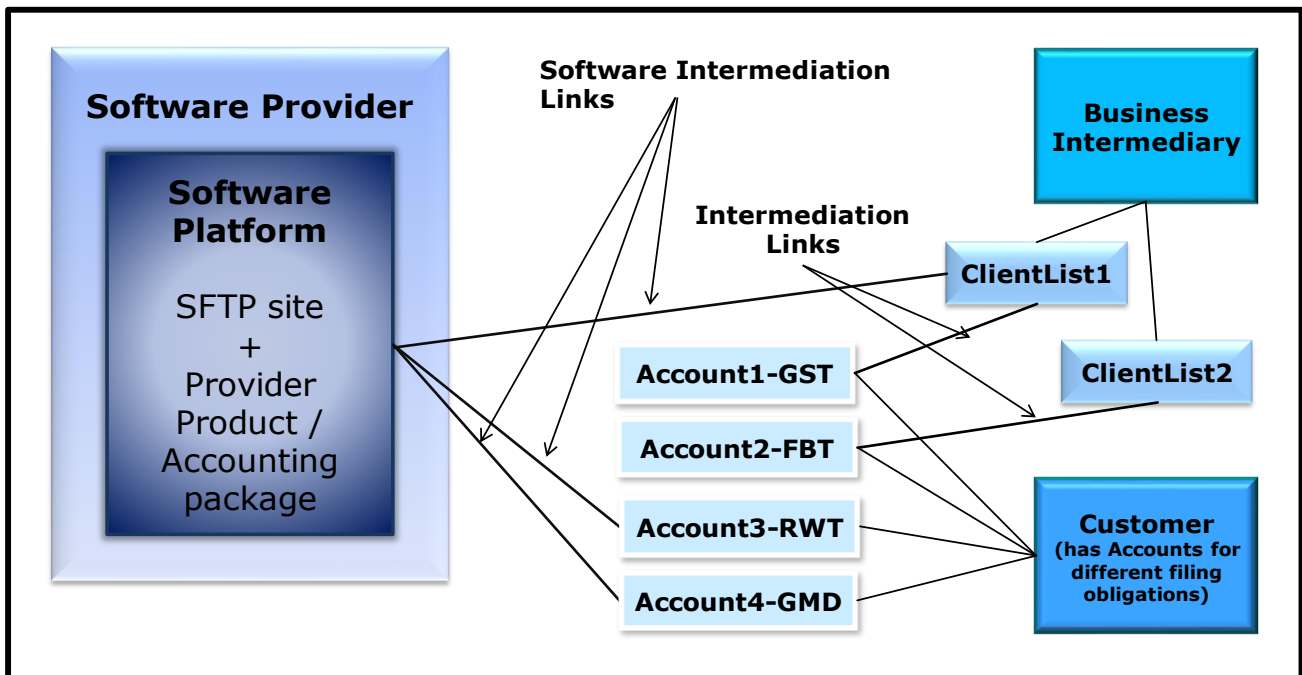 Software Provider
Software
Platform
SFTP site
+
Provider
Product /
Accounting
package
Software Intermediation
Links
Intermediation
Links
Business
Intermediary
ClientList1
ClientList2
Account1-GST
Account2-FBT
Account3-RWT
Account4-GMD
Customer
(has Accounts for
different filing
obligations)